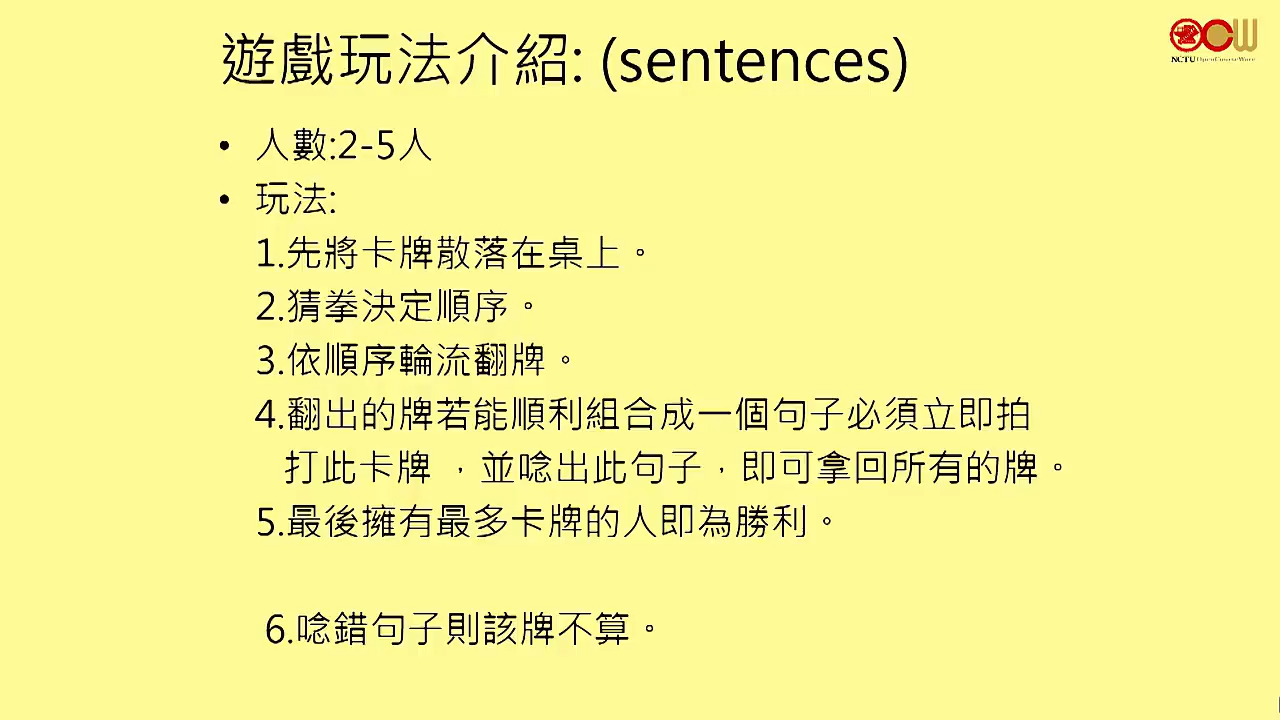 遊戲玩法介紹: (sentences)
NCTU OpenCourseWare
• 人數:2-5人
• 玩法:
1.先將卡牌散落在桌上。
2.猜拳決定順序。
3.依順序輪流翻牌。
4.翻出的牌若能順利組合成一個句子必須立即拍
打此卡牌 ，並唸出此句子，即可拿回所有的牌。
5.最後擁有最多卡牌的人即為勝利。
6.唸錯句子則該牌不算。